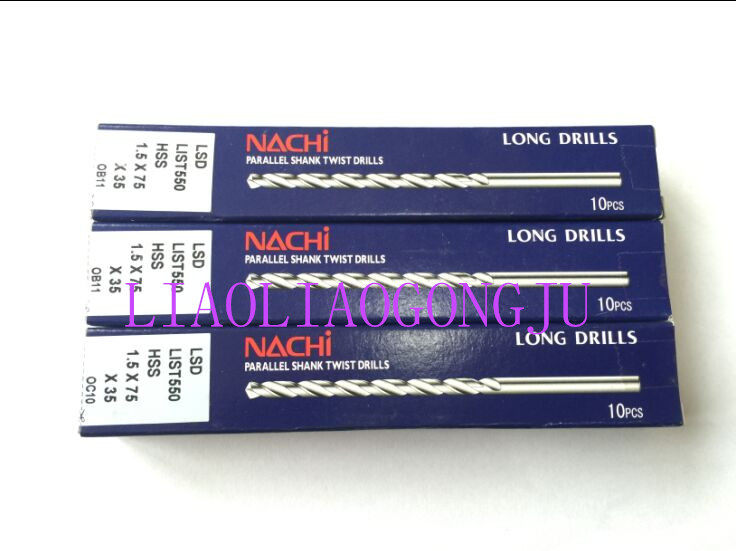 LSD
LIST550
HSS
1.5 X 75
X 35
OB11
NACHi
PARALLEL SHANK TWIST DRILLS
LONG DRILLS
10PCS
LSD
LIST550
HSS
1.5 X 75
X 35
OB11
NACHi
PARALLEL SHANK TWIST DRILLS
LONG DRILLS
10PCS
LIAOLIAOGONGJU
LSD
LIST550
HSS
1.5 X 75
X 35
OC10
NACHi
PARALLEL SHANK TWIST DRILLS
LONG DRILLS
10PCS